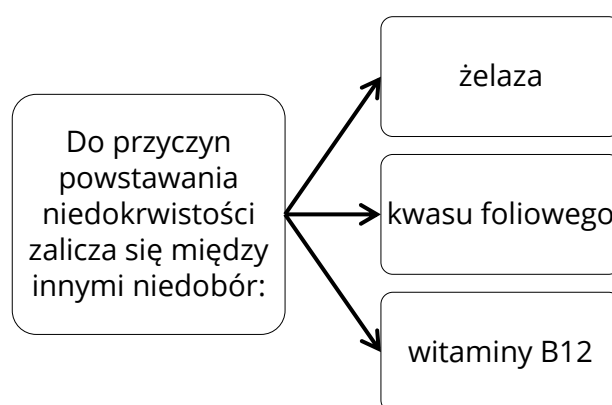 Do przyczyn
powstawania
niedokrwistości
zalicza się między
innymi niedobór:
żelaza
kwasu foliowego
witaminy B12